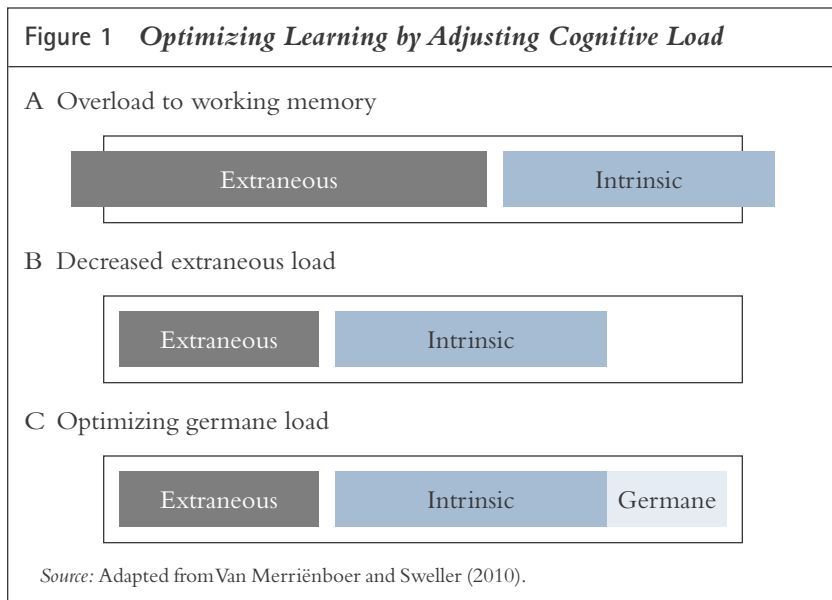 Figure 1 Optimizing Learning by Adjusting Cognitive Load
A Overload to working memory
Extraneous Intrinsic
B Decreased extraneous load
Extraneous Intrinsic
C Optimizing germane load
Extraneous Intrinsic Germane
Source: Adapted from Van Merriënboer and Sweller (2010).